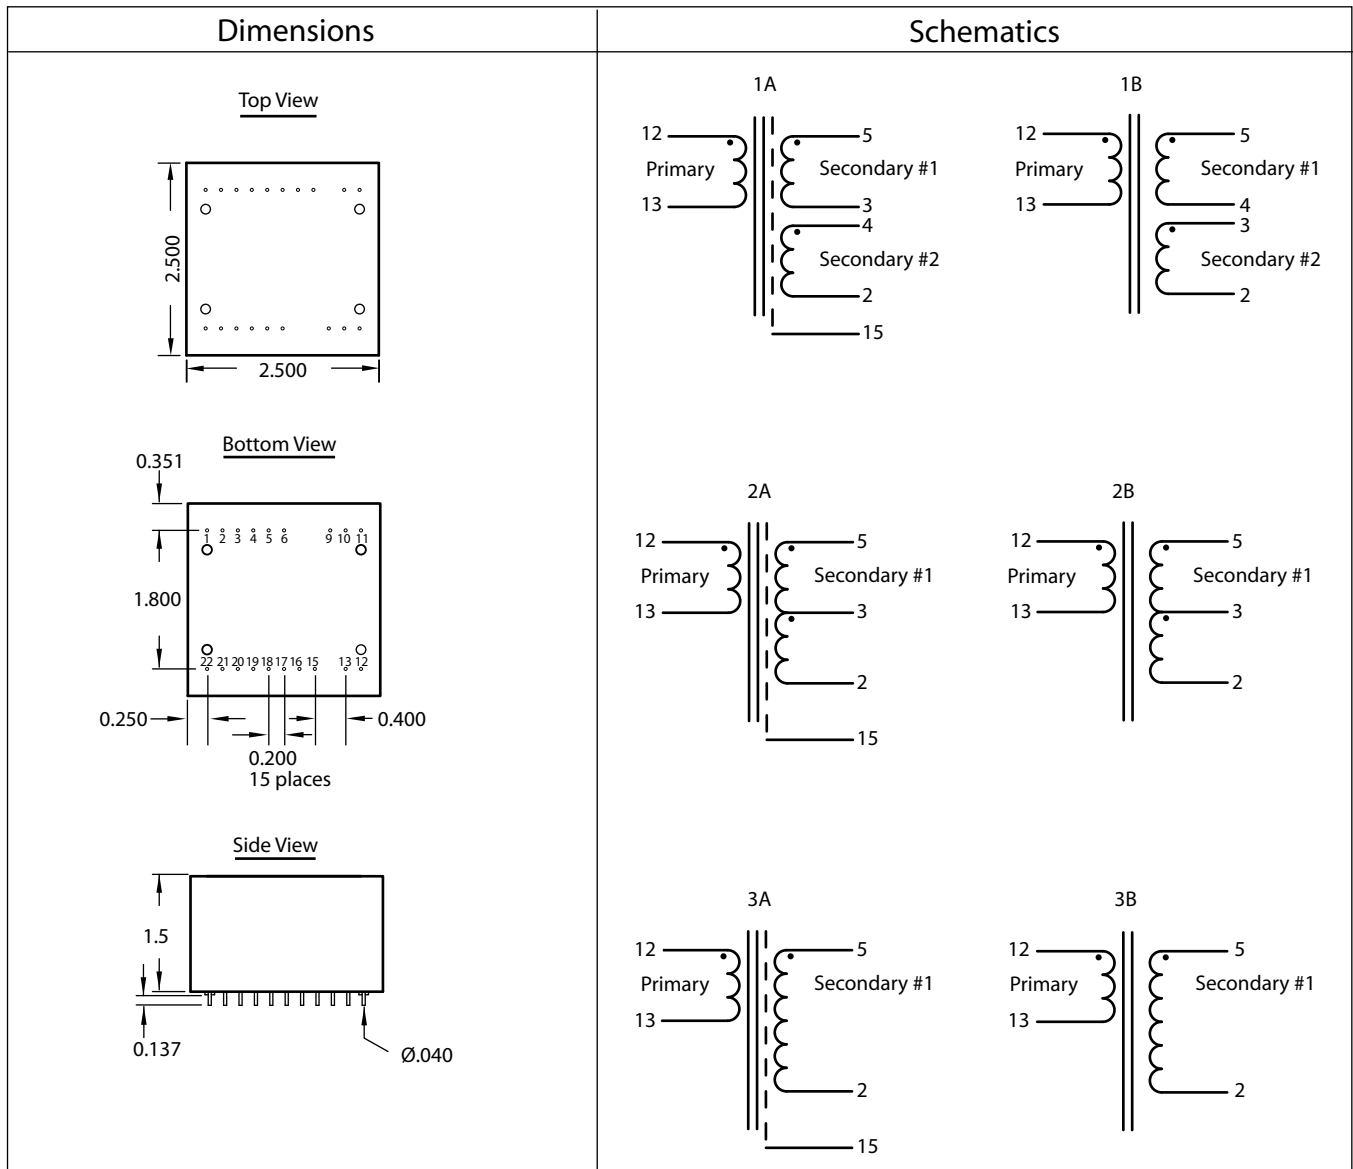 Dimensions
Schematics
Top View
2.500
2.500
Bottom View
0.351
1 2 3 4 5 6 9 10 11
1.800
22 21 20 19 18 17 16 15 13 12
0.250
0.400
0.200
15 places
Side View
1.5
0.137
Ø.040
1A
12
Primary
13
5
Secondary #1
3
4
Secondary #2
2
15
1B
12
Primary
13
5
Secondary #1
4
3
Secondary #2
2
2A
12
Primary
13
5
Secondary #1
3
2
15
2B
12
Primary
13
5
Secondary #1
3
2
3A
12
Primary
13
5
Secondary #1
2
15
3B
12
Primary
13
5
Secondary #1
2